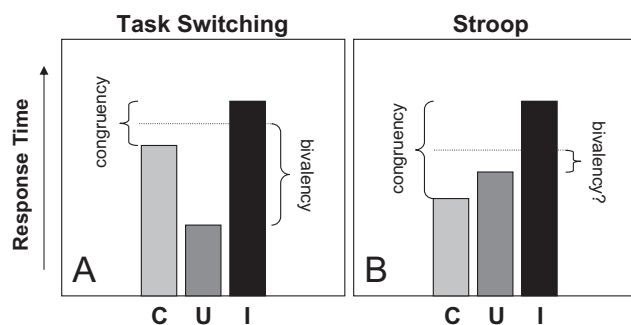 Task Switching
Stroop
Response Time
congruency
bivalency
A
C U I
congruency
bivalency?
B
C U I